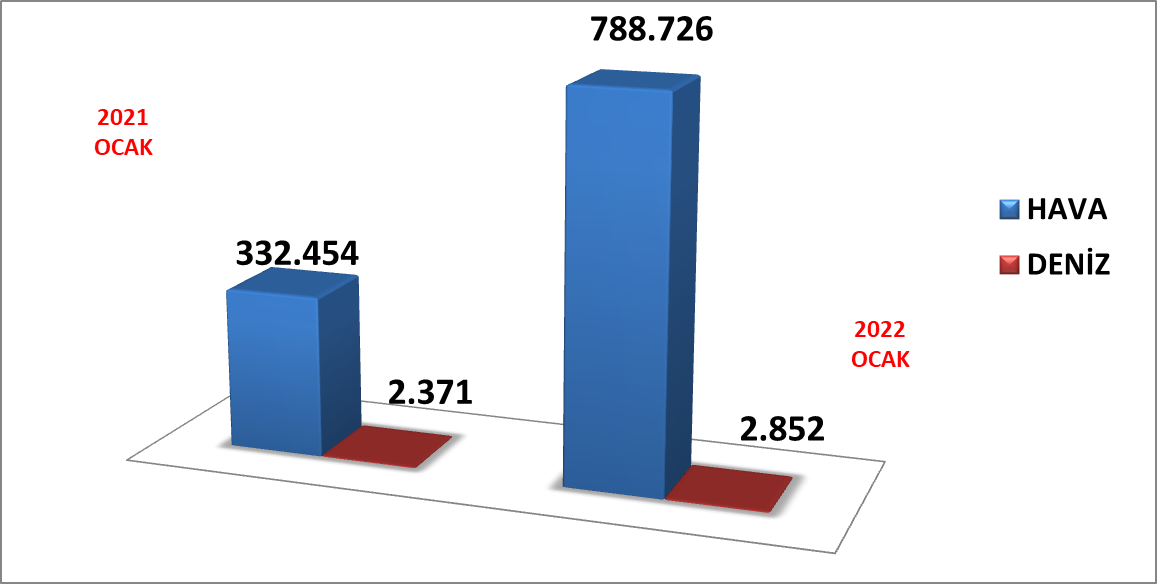 788.726
2021
OCAK
HAVA
332.454
DENİZ
2022
OCAK
2.371
2.852